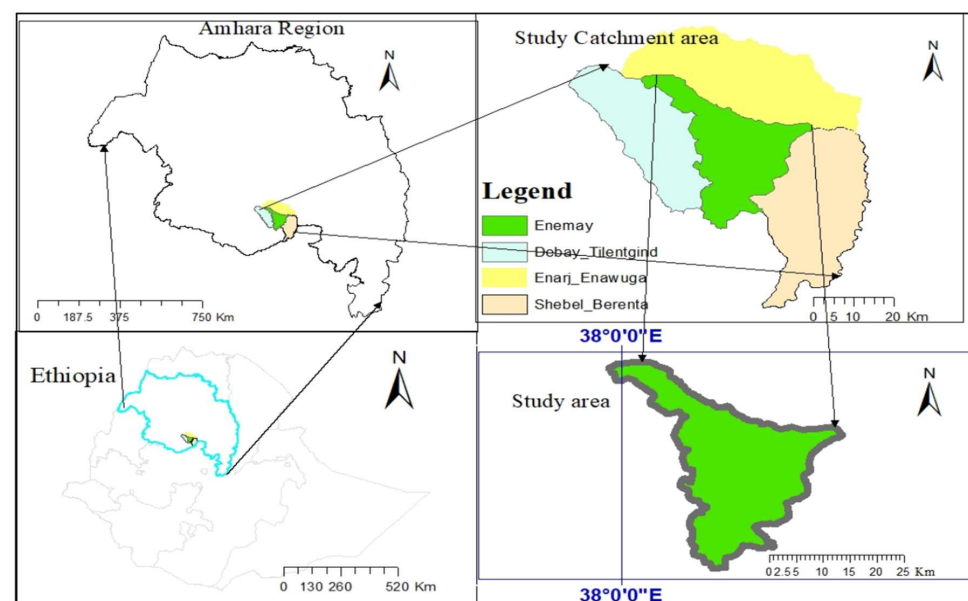 Amhara Region
N
0 187.5 375 750 Km
Study Catchment area
N
Legend
Enemay
Debay_Tilentgind
Enarj_Enawuga
Shebel_Berenta
0 5 10 20 Km
Ethiopia
N
0 130 260 520 Km
38°0'0"E
Study area
N
0 2.5 5 10 15 20 25 Km
38°0'0"E